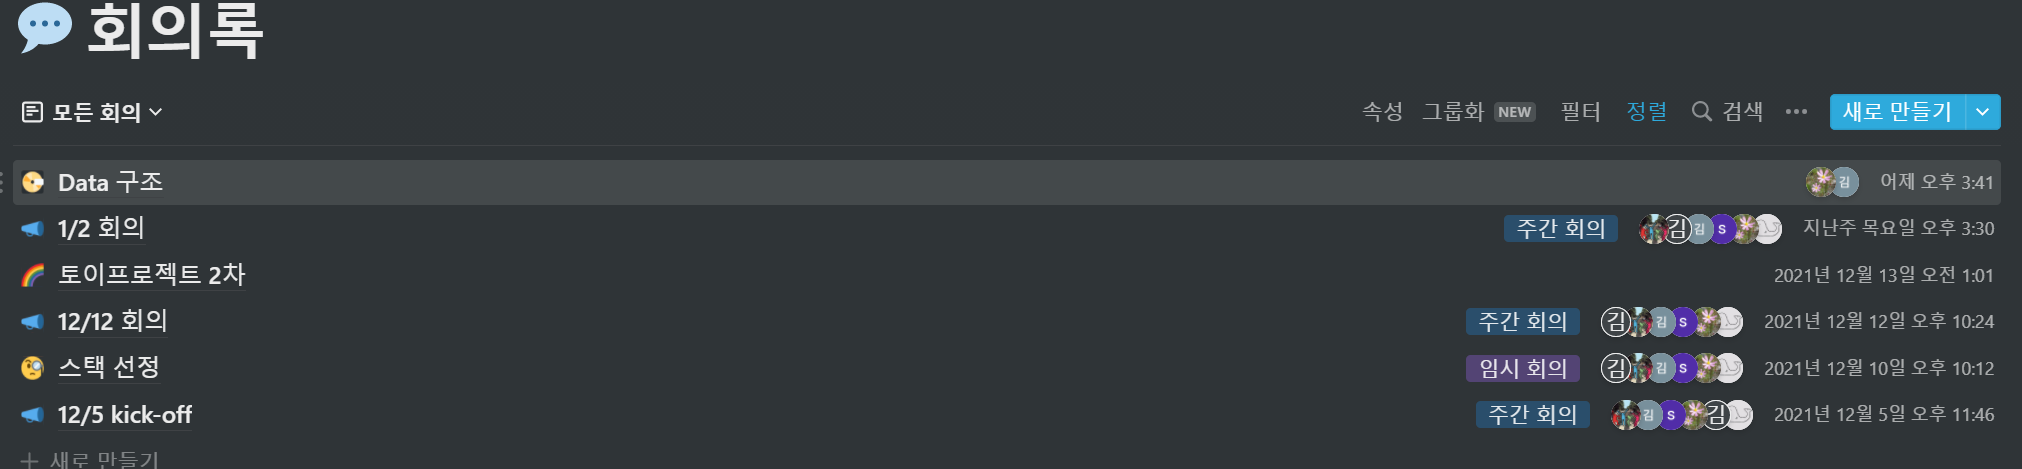 회의록
모든 회의 속성 그룹화 NEW 필터 정렬 검색 새로 만들기
Data 구조 김 어제 오후 3:41
1/2 회의 주간 회의 김 김 S 지난주 목요일 오후 3:30
토이프로젝트 2차 2021년 12월 13일 오전 1:01
12/12 회의 주간 회의 김 김 S 2021년 12월 12일 오후 10:24
스택 선정 임시 회의 김 김 S 2021년 12월 10일 오후 10:12
12/5 kick-off 주간 회의 김 S 김 2021년 12월 5일 오후 11:46
새로 만들기